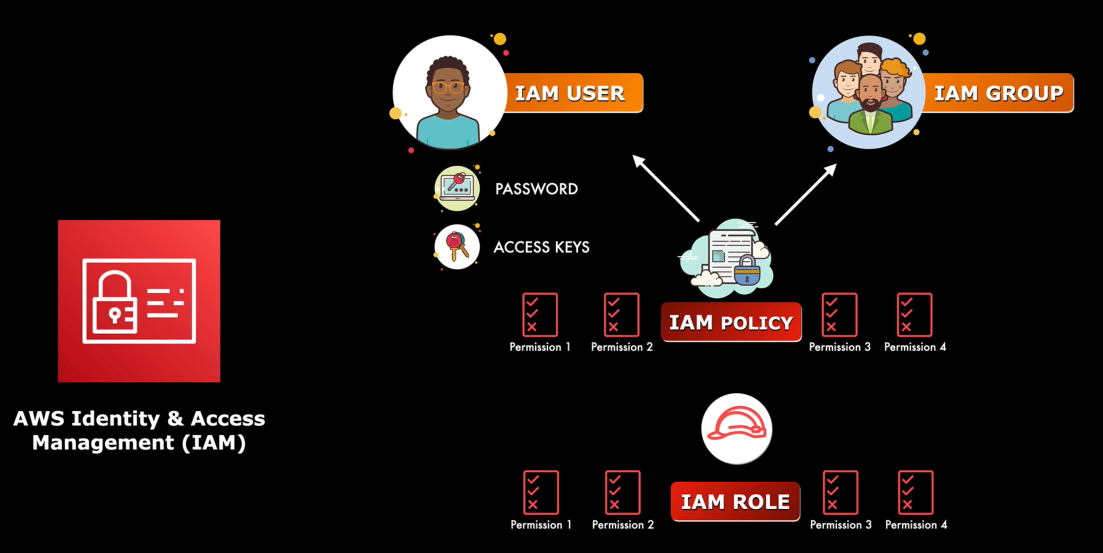 IAM USER
IAM GROUP
PASSWORD
ACCESS KEYS
IAM POLICY
Permission 1
Permission 2
Permission 3
Permission 4
AWS Identity & Access
Management (IAM)
IAM ROLE
Permission 1
Permission 2
Permission 3
Permission 4